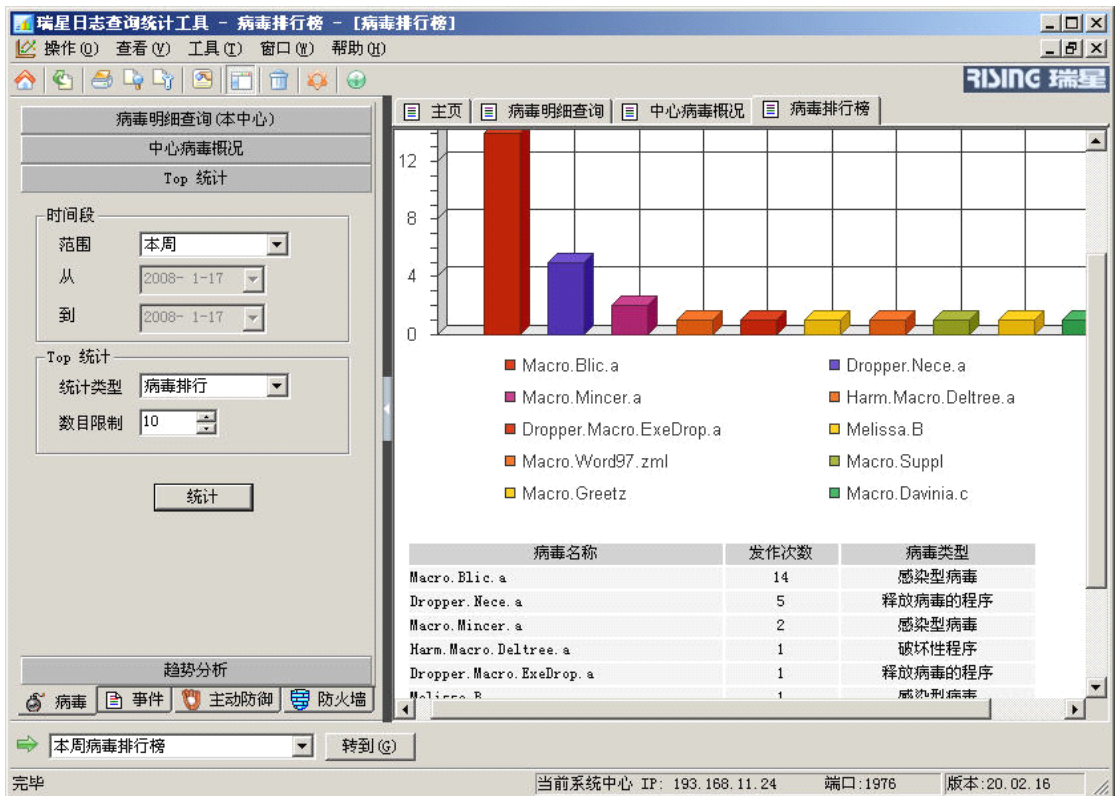 瑞星日志查询统计工具 - 病毒排行榜 - [病毒排行榜]
操作(O) 查看(V) 工具(T) 窗口(W) 帮助(H)
RISING 瑞星
病毒明细查询(本中心)
中心病毒概况
Top 统计
时间段
范围 本周
从 2008- 1-17
到 2008- 1-17
Top 统计
统计类型 病毒排行
数目限制 10
统计
趋势分析
病毒 事件 主动防御 防火墙
主页 病毒明细查询 中心病毒概况 病毒排行榜
12
8
4
0
Macro.Blic.a Dropper.Nece.a
Macro.Mincer.a Harm.Macro.Deltree.a
Dropper.Macro.ExeDrop.a Melissa.B
Macro.Word97.zml Macro.Suppl
Macro.Greetz Macro.Davinia.c
病毒名称 发作次数 病毒类型
Macro.Blic.a 14 感染型病毒
Dropper.Nece.a 5 释放病毒的程序
Macro.Mincer.a 2 感染型病毒
Harm.Macro.Deltree.a 1 破坏性程序
Dropper.Macro.ExeDrop.a 1 释放病毒的程序
Melissa.B 1 感染型病毒
本周病毒排行榜 转到(G)
完毕 当前系统中心 IP: 193.168.11.24 端口:1976 版本:20.02.16